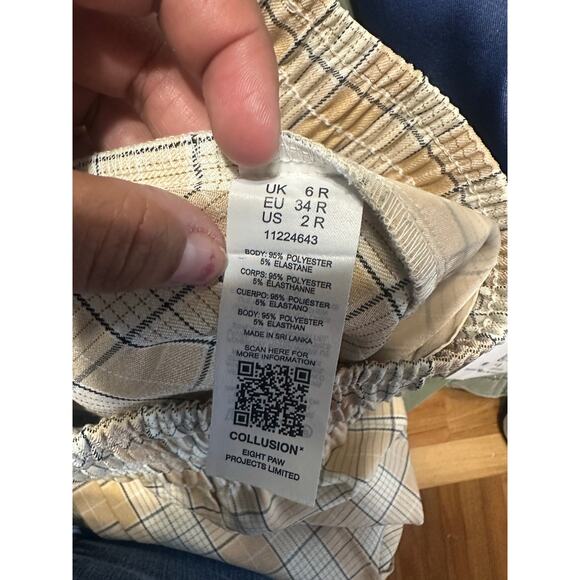 UK 6 R
EU 34 R
US 2 R
11224643
BODY: 95% POLYESTER
5% ELASTANE
CORPS: 95% POLYESTER
5% ELASTHANNE
CUERPO: 95% POLIÉSTER
5% ELASTANO
BODY: 95% POLYESTER
5% ELASTHAN
MADE IN SRI LANKA
SCAN HERE FOR
MORE INFORMATION
COLLUSION×
EIGHT PAW
PROJECTS LIMITED